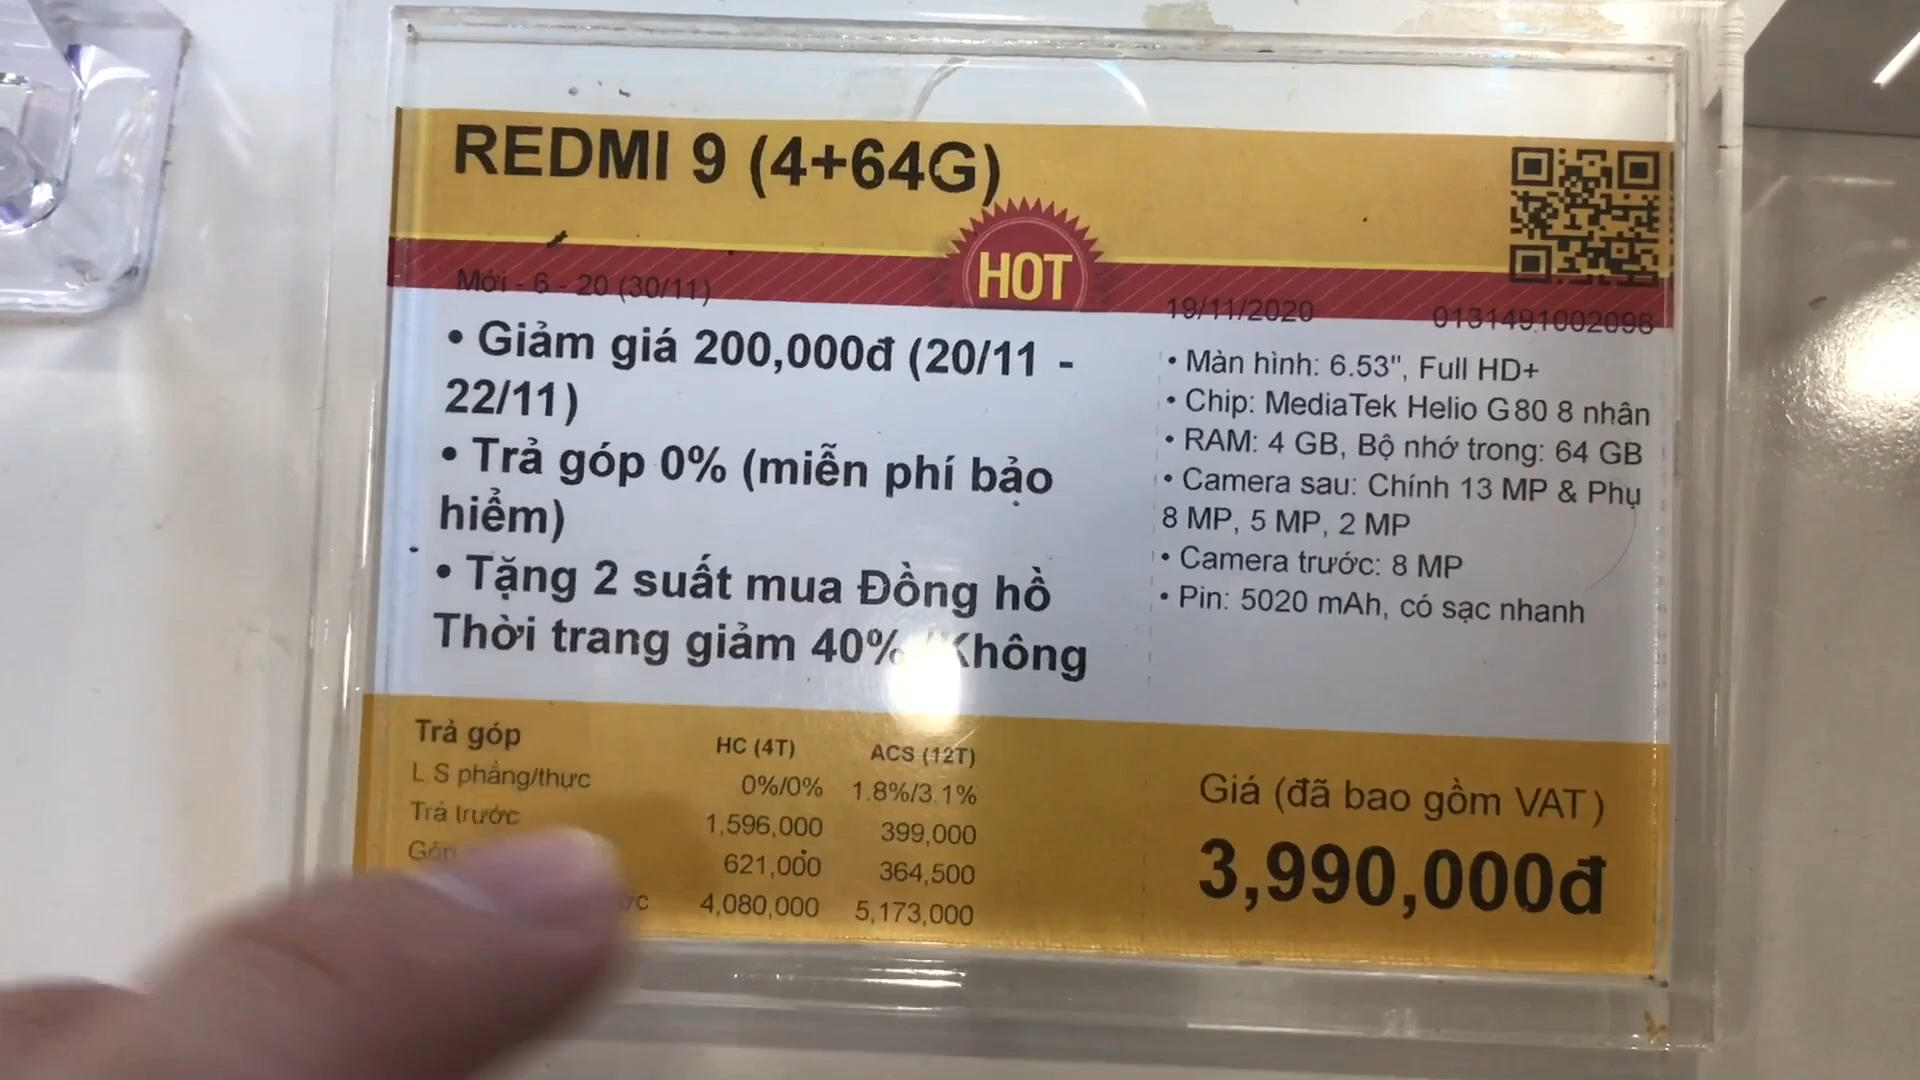 REDMI 9 (4+64G)
HOT
Mới - 6 - 20 (30/11)
19/11/2020
0131491002098
• Giảm giá 200,000đ (20/11 -
22/11)
• Trả góp 0% (miễn phí bảo
hiểm)
• Tặng 2 suất mua Đồng hồ
Thời trang giảm 40% (Không
• Màn hình: 6.53", Full HD+
• Chip: MediaTek Helio G80 8 nhân
• RAM: 4 GB, Bộ nhớ trong: 64 GB
• Camera sau: Chính 13 MP & Phụ
8 MP, 5 MP, 2 MP
• Camera trước: 8 MP
• Pin: 5020 mAh, có sạc nhanh
Trả góp HC (4T) ACS (12T)
L S phẳng/thực 0%/0% 1.8%/3.1%
Trả trước 1,596,000 399,000
Góp 621,000 364,500
4,080,000 5,173,000
Giá (đã bao gồm VAT)
3,990,000đ